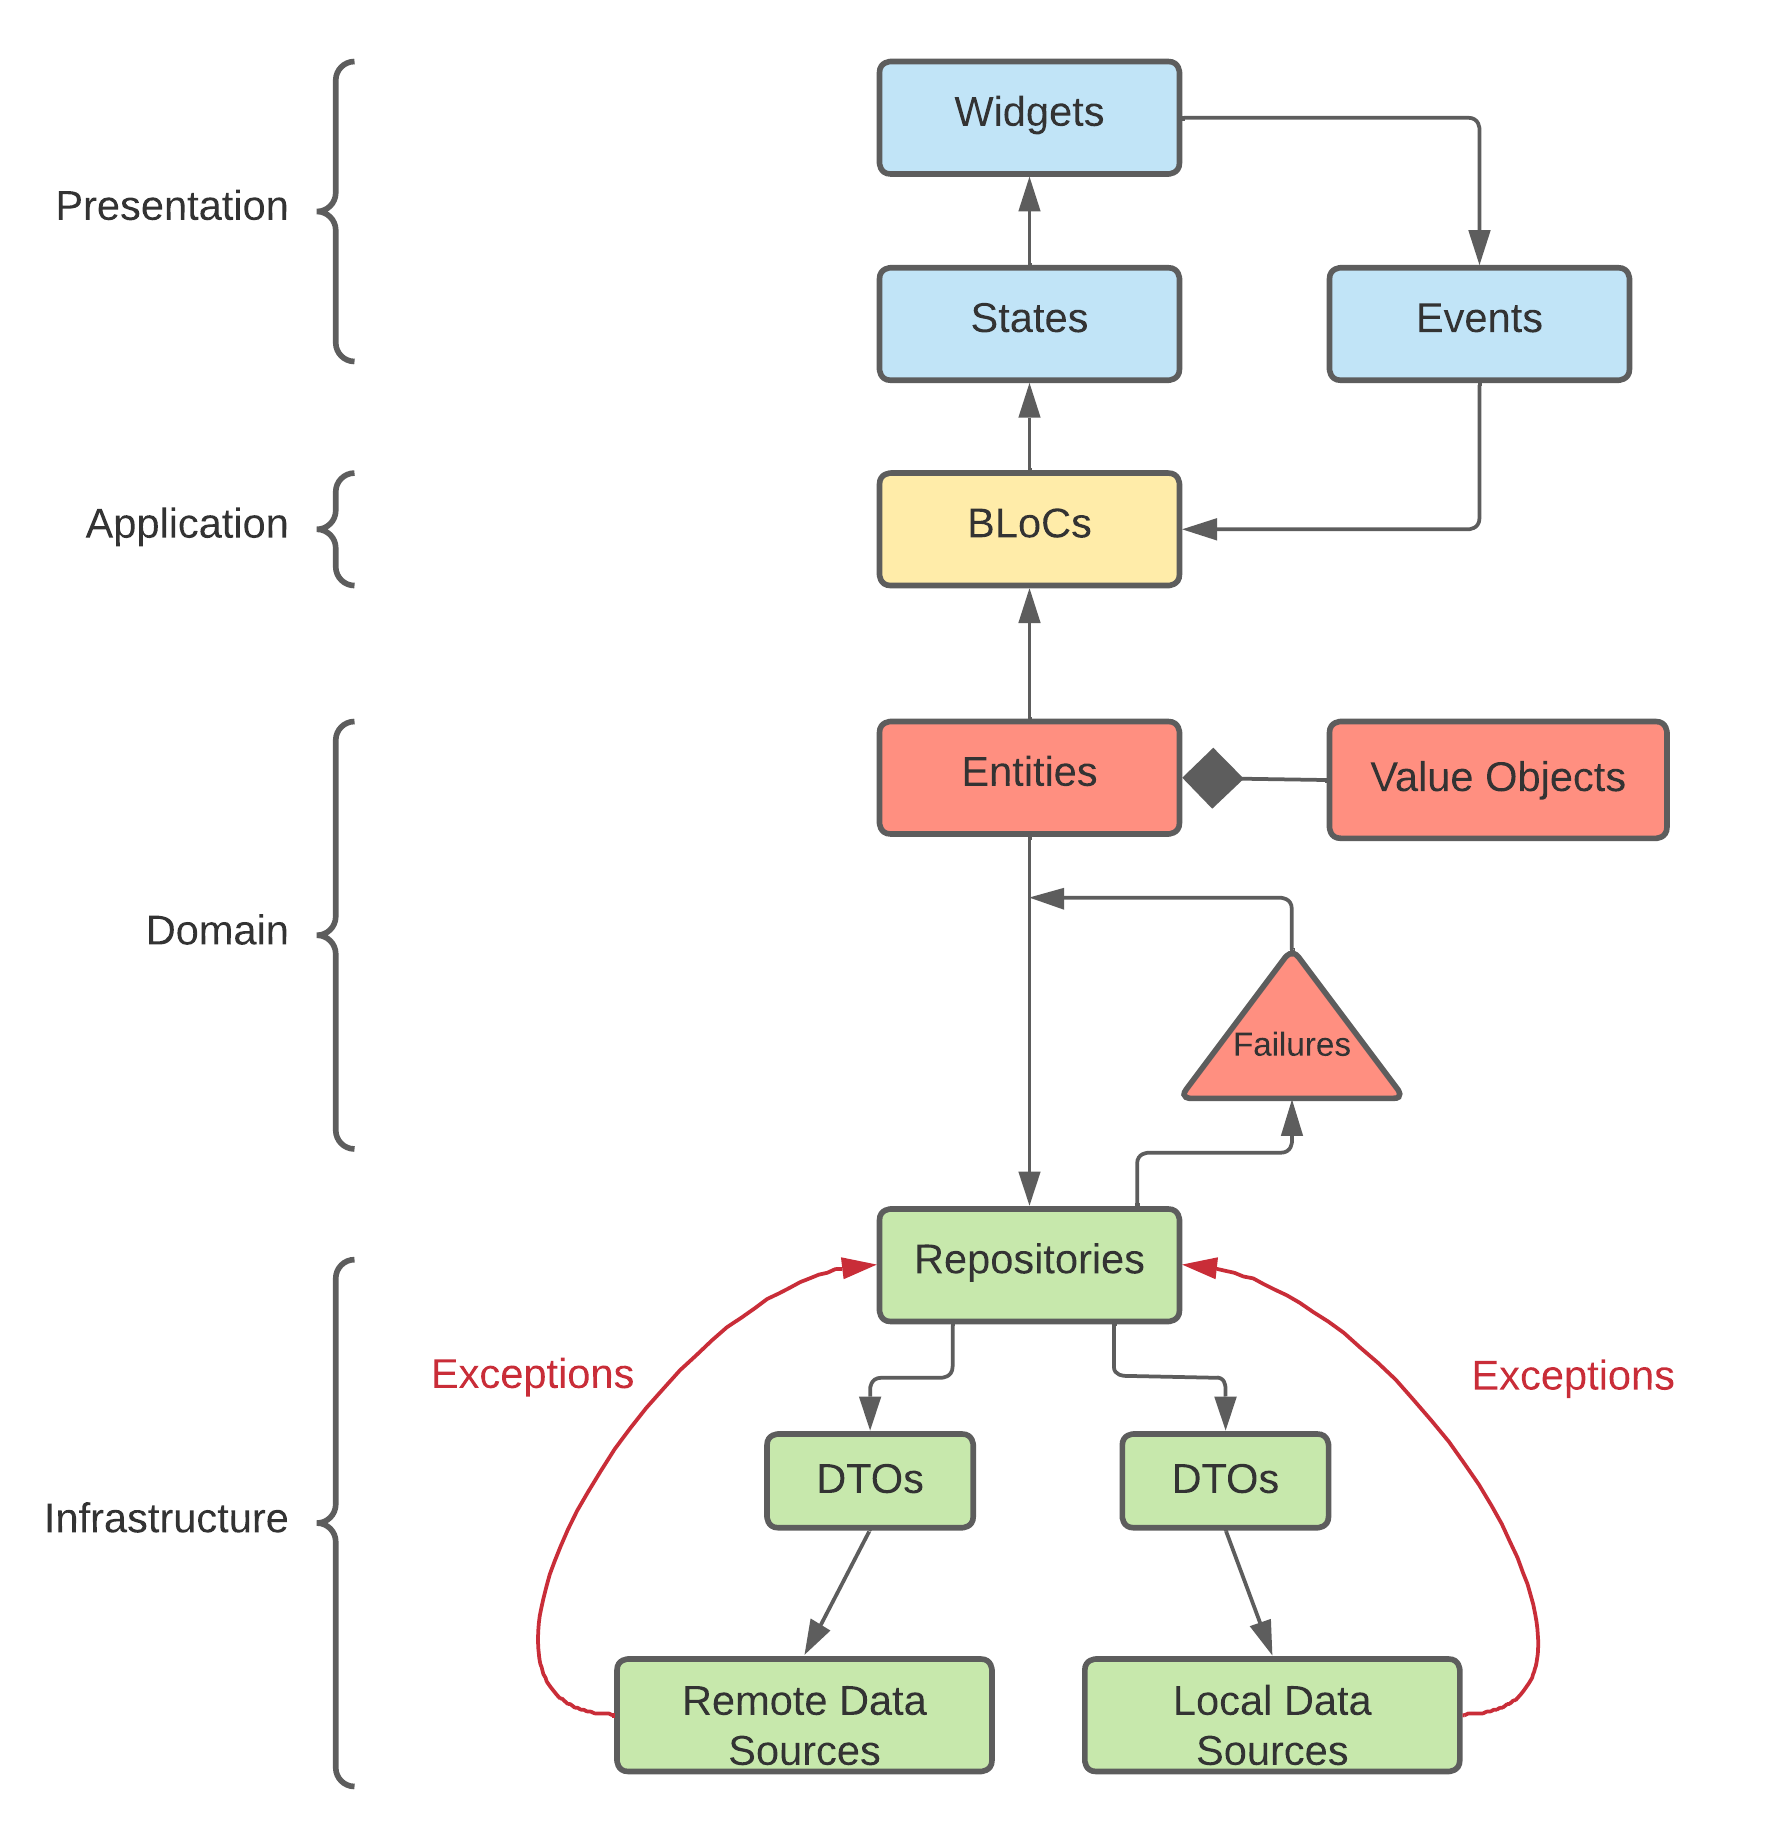 Widgets
Presentation
States
Events
Application
BLoCs
Entities
Value Objects
Domain
Failures
Repositories
Exceptions
Exceptions
DTOs
DTOs
Infrastructure
Remote Data
Sources
Local Data
Sources